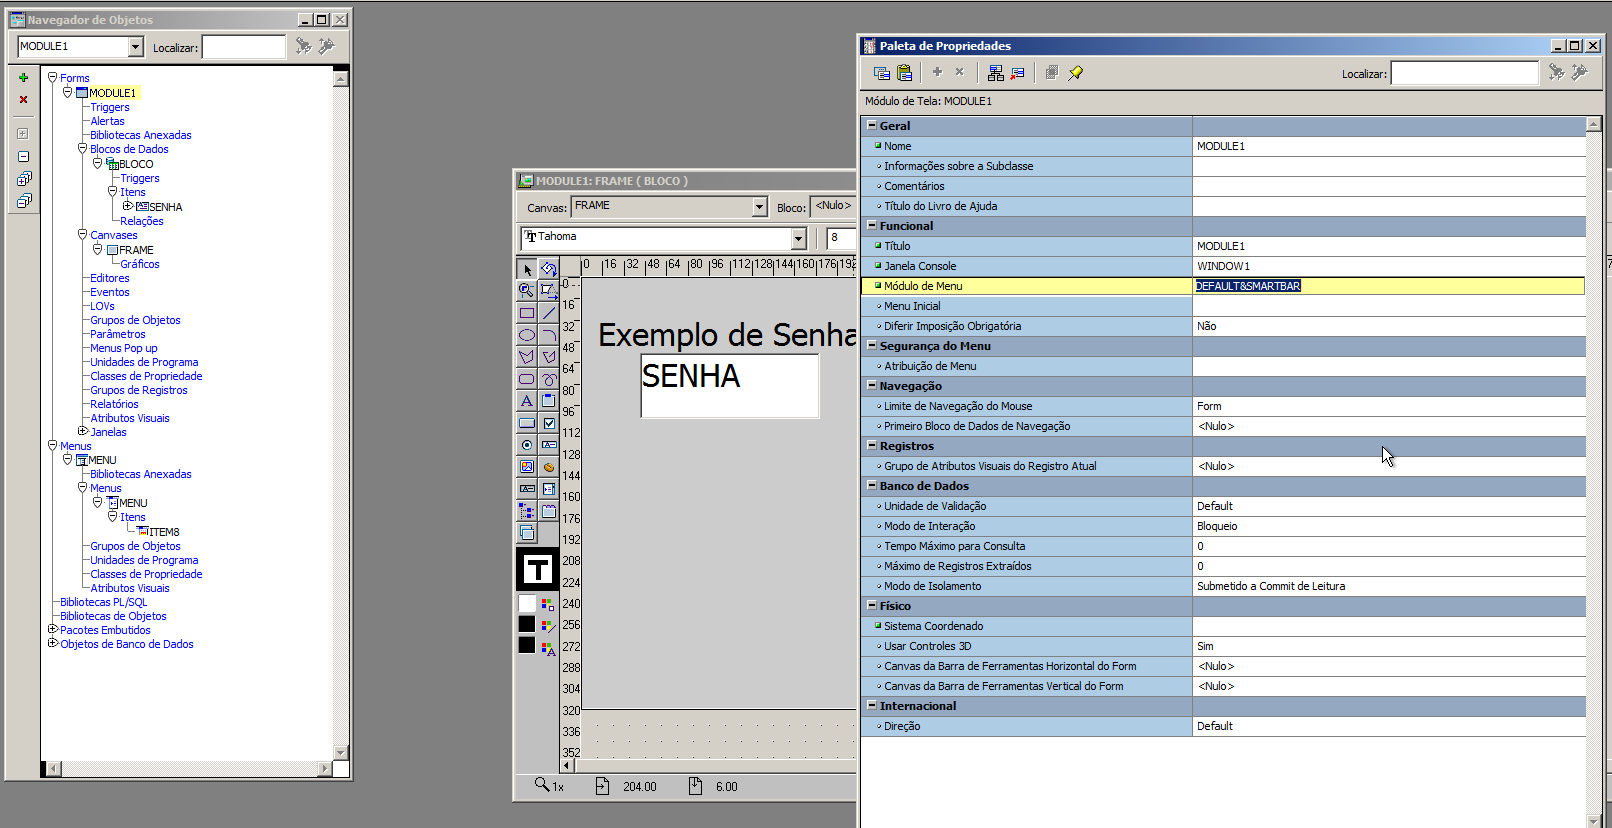 Navegador de Objetos
MODULE1
Localizar:
Forms
MODULE1
Triggers
Alertas
Bibliotecas Anexadas
Blocos de Dados
BLOCO
Triggers
Itens
SENHA
Relações
Canvases
FRAME
Gráficos
Editores
Eventos
LOVs
Grupos de Objetos
Parâmetros
Menus Pop up
Unidades de Programa
Classes de Propriedade
Grupos de Registros
Relatórios
Atributos Visuais
Janelas
Menus
MENU
Bibliotecas Anexadas
Menus
MENU
Itens
ITEM8
Grupos de Objetos
Unidades de Programa
Classes de Propriedade
Atributos Visuais
Bibliotecas PL/SQL
Bibliotecas de Objetos
Pacotes Embutidos
Objetos de Banco de Dados
MODULE1: FRAME ( BLOCO )
Canvas: FRAME Bloco: <Nulo>
Tahoma 8
0 16 32 48 64 80 96 112 128 144 160 176 192
0
16
32
48
64
80
96
112
128
144
160
176
192
208
224
240
256
272
288
304
320
336
352
Exemplo de Senha
SENHA
1x 204.00 6.00
Paleta de Propriedades
Localizar:
Módulo de Tela: MODULE1
Geral
Nome MODULE1
Informações sobre a Subclasse
Comentários
Título do Livro de Ajuda
Funcional
Título MODULE1
Janela Console WINDOW1
Módulo de Menu DEFAULT&SMARTBAR
Menu Inicial
Diferir Imposição Obrigatória Não
Segurança do Menu
Atribuição de Menu
Navegação
Limite de Navegação do Mouse Form
Primeiro Bloco de Dados de Navegação <Nulo>
Registros
Grupo de Atributos Visuais do Registro Atual <Nulo>
Banco de Dados
Unidade de Validação Default
Modo de Interação Bloqueio
Tempo Máximo para Consulta 0
Máximo de Registros Extraídos 0
Modo de Isolamento Submetido a Commit de Leitura
Físico
Sistema Coordenado
Usar Controles 3D Sim
Canvas da Barra de Ferramentas Horizontal do Form <Nulo>
Canvas da Barra de Ferramentas Vertical do Form <Nulo>
Internacional
Direção Default